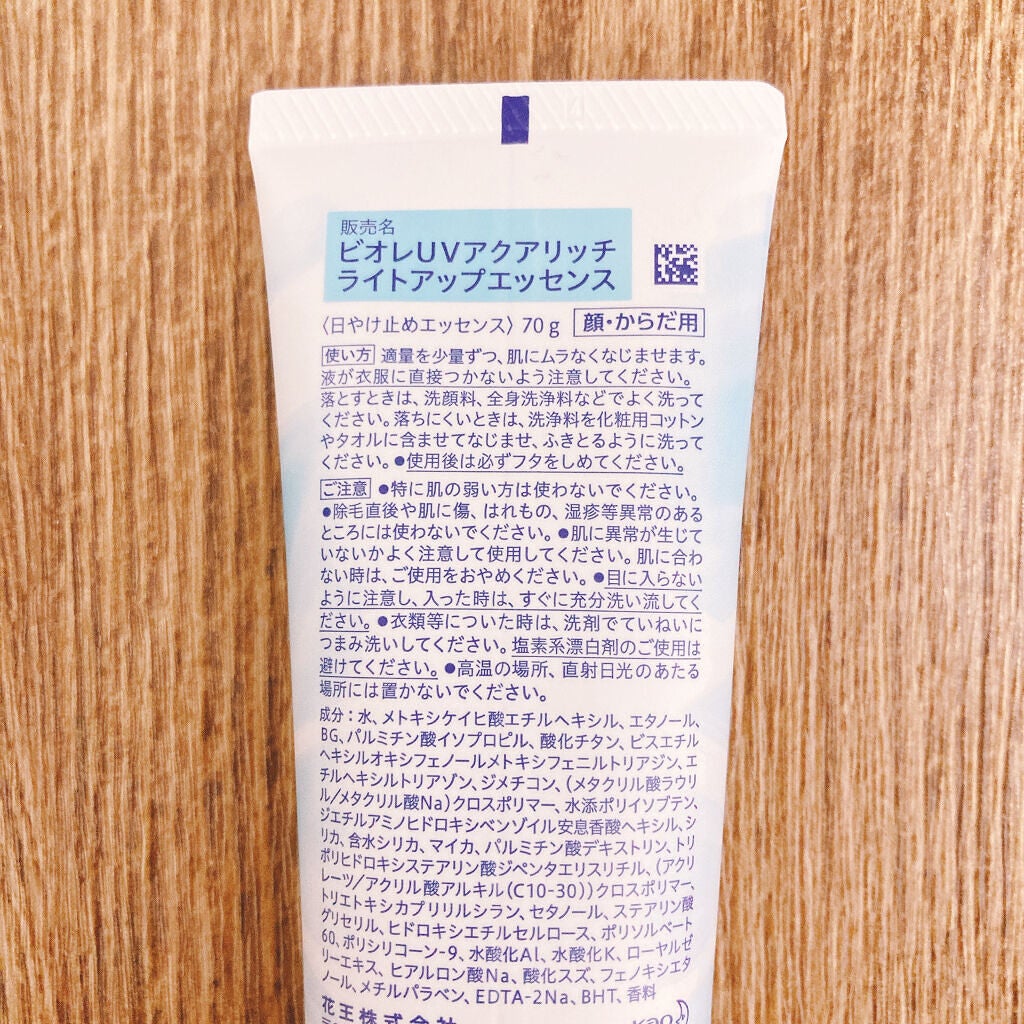 販売名
ビオレUVアクアリッチ
ライトアップエッセンス
〈日やけ止めエッセンス〉70g 顔・からだ用
使い方 適量を少量ずつ、肌にムラなくなじませます。
液が衣服に直接つかないよう注意してください。
落とすときは、洗顔料、全身洗浄料などでよく洗って
ください。落ちにくいときは、洗浄料を化粧用コットン
やタオルに含ませてなじませ、ふきとるように洗って
ください。●使用後は必ずフタをしめてください。
ご注意 ●特に肌の弱い方は使わないでください。
●除毛直後や肌に傷、はれもの、湿疹等異常のある
ところには使わないでください。●肌に異常が生じて
いないかよく注意して使用してください。肌に合わ
ない時は、ご使用をおやめください。●目に入らない
ように注意し、入った時は、すぐに充分洗い流してく
ださい。●衣類等についた時は、洗剤でていねいに
つまみ洗いしてください。塩素系漂白剤のご使用は
避けてください。●高温の場所、直射日光のあたる
場所には置かないでください。
成分：水、メトキシケイヒ酸エチルヘキシル、エタノール、
BG、パルミチン酸イソプロピル、酸化チタン、ビスエチル
ヘキシルオキシフェノールメトキシフェニルトリアジン、エ
チルヘキシルトリアゾン、ジメチコン、(メタクリル酸ラウリ
ル/メタクリル酸Na)クロスポリマー、水添ポリイソブテン、
ジエチルアミノヒドロキシベンゾイル安息香酸ヘキシル、シ
リカ、含水シリカ、マイカ、パルミチン酸デキストリン、トリ
ポリヒドロキシステアリン酸ジペンタエリスリチル、(アクリ
レーツ/アクリル酸アルキル(C10-30))クロスポリマー、
トリエトキシカプリリルシラン、セタノール、ステアリン酸
グリセリル、ヒドロキシエチルセルロース、ポリソルベート
60、ポリシリコーン-9、水酸化Al、水酸化K、ローヤルゼ
リーエキス、ヒアルロン酸Na、酸化スズ、フェノキシエタ
ノール、メチルパラベン、EDTA-2Na、BHT、香料
花王株式会社 kao